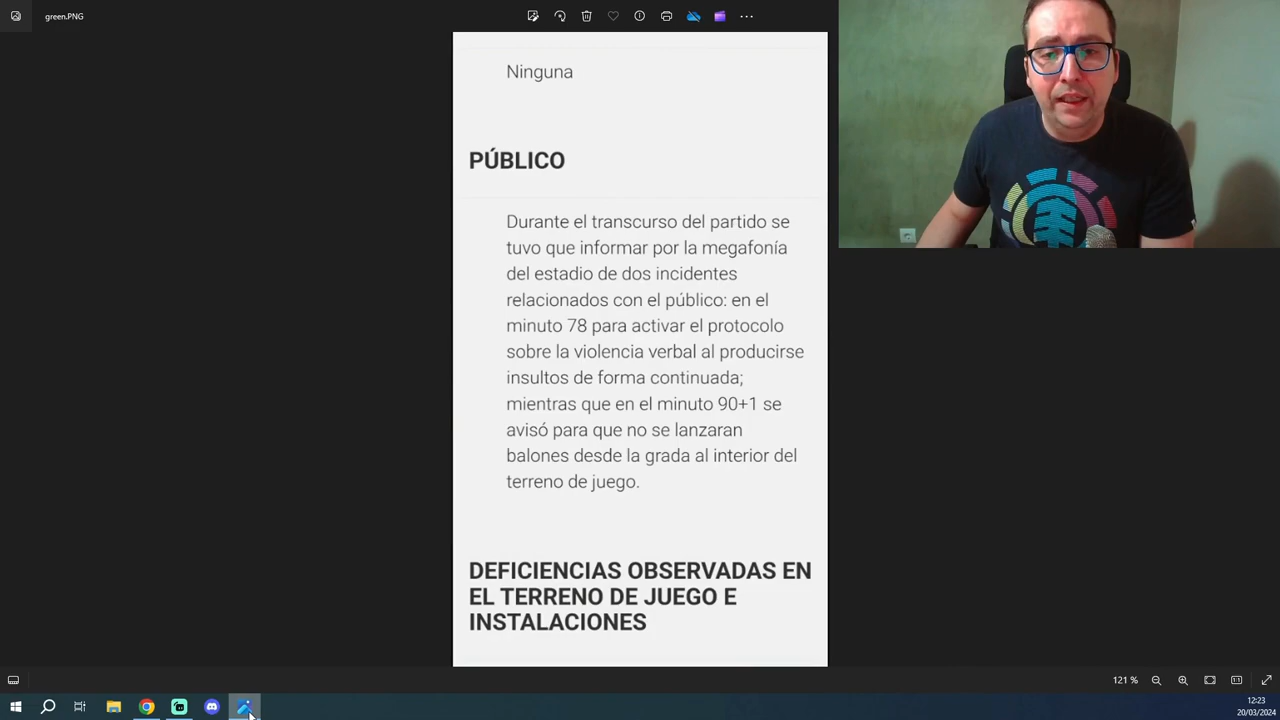 green.PNG
Ninguna
PÚBLICO
Durante el transcurso del partido se
tuvo que informar por la megafonía
del estadio de dos incidentes
relacionados con el público: en el
minuto 78 para activar el protocolo
sobre la violencia verbal al producirse
insultos de forma continuada;
mientras que en el minuto 90+1 se
avisó para que no se lanzaran
balones desde la grada al interior del
terreno de juego.
DEFICIENCIAS OBSERVADAS EN
EL TERRENO DE JUEGO E
INSTALACIONES
121 %
12:23
20/03/2024